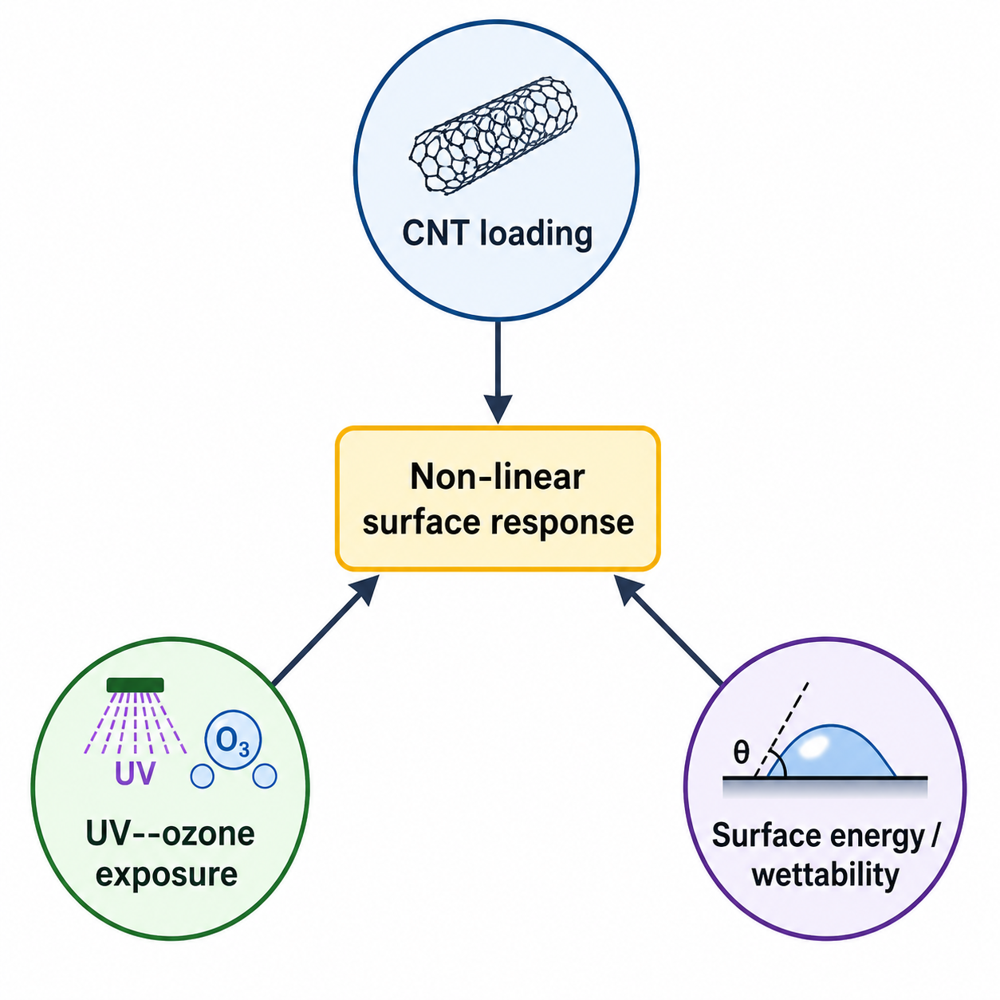 CNT loading
Non-linear
surface response
UV
O₃
UV--ozone
exposure
θ
Surface energy /
wettability